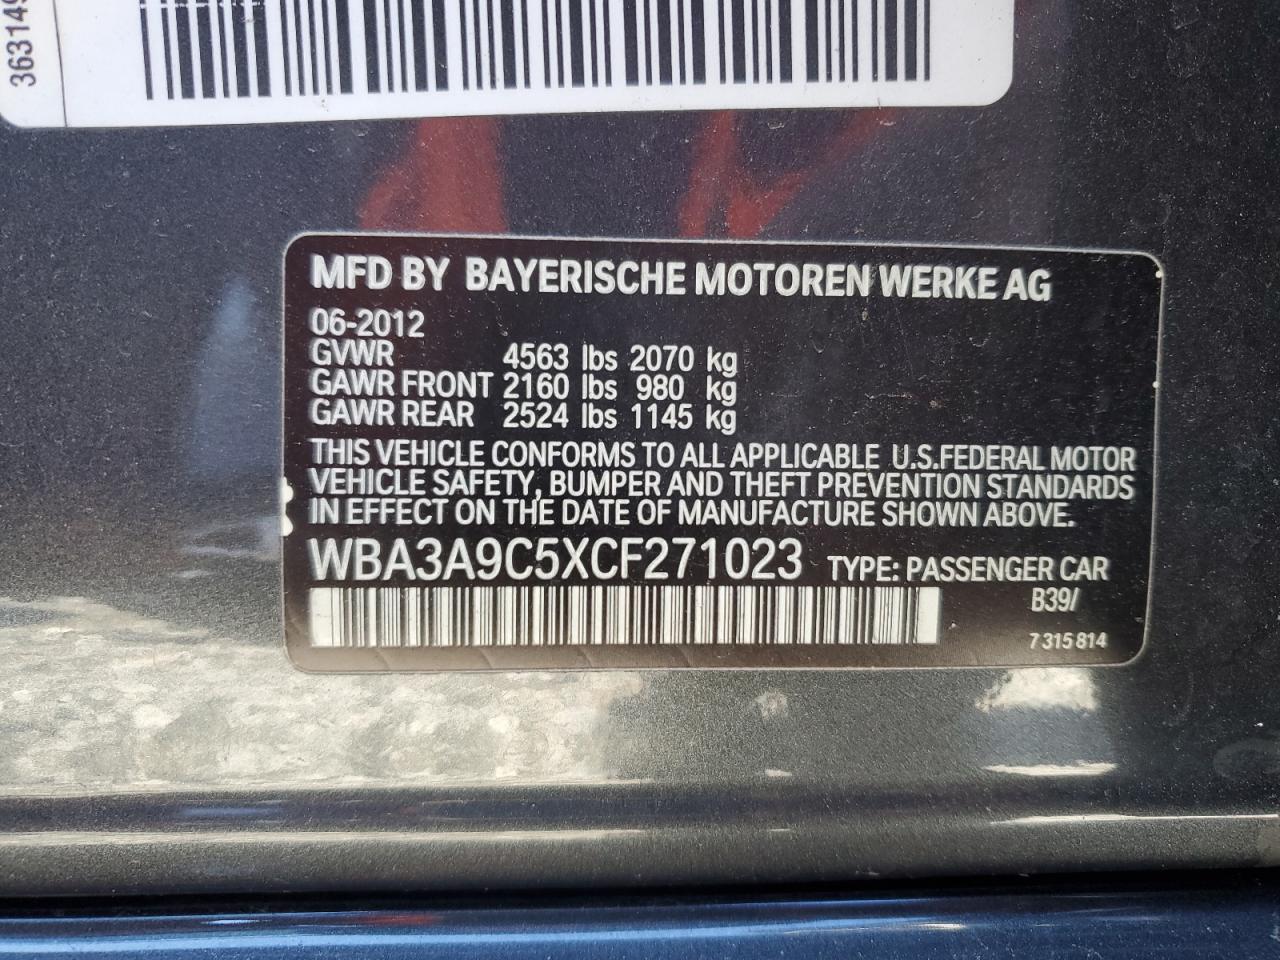 MFD BY BAYERISCHE MOTOREN WERKE AG
06-2012
GVWR 4563 lbs 2070 kg
GAWR FRONT 2160 lbs 980 kg
GAWR REAR 2524 lbs 1145 kg
THIS VEHICLE CONFORMS TO ALL APPLICABLE U.S.FEDERAL MOTOR
VEHICLE SAFETY, BUMPER AND THEFT PREVENTION STANDARDS
IN EFFECT ON THE DATE OF MANUFACTURE SHOWN ABOVE.
WBA3A9C5XCF271023 TYPE: PASSENGER CAR
B39/
7 315 814